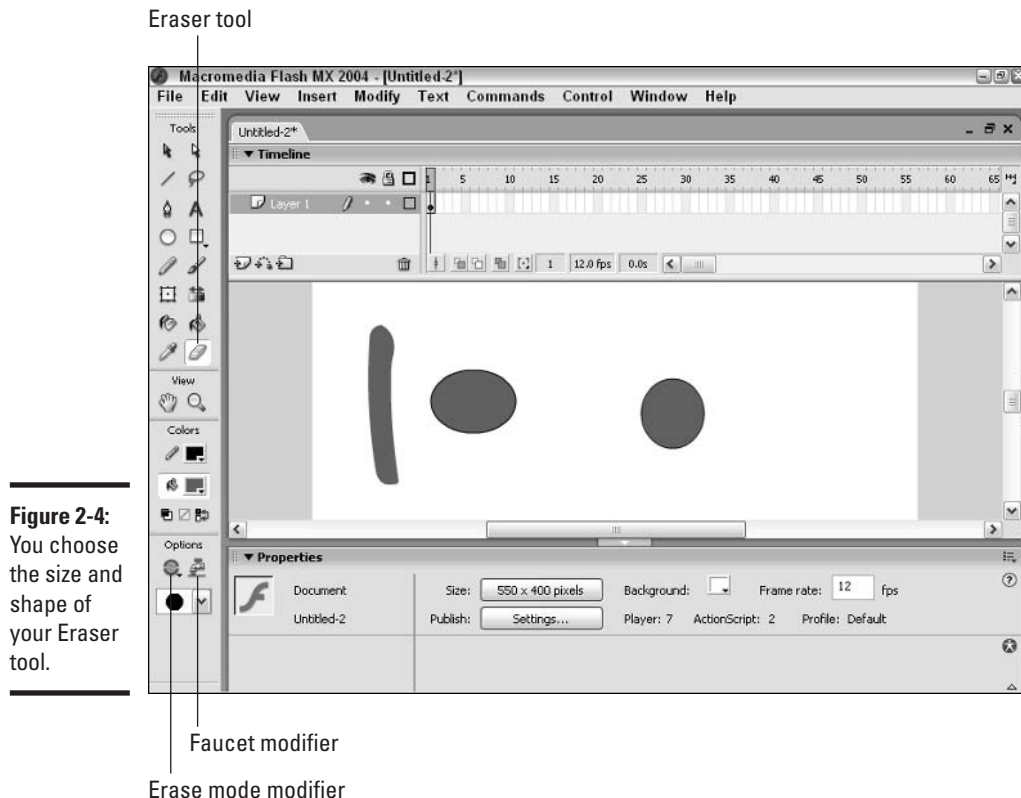 Eraser tool
Macromedia Flash MX 2004 - [Untitled-2*]
File Edit View Insert Modify Text Commands Control Window Help
Tools
Untitled-2*
Timeline
1 5 10 15 20 25 30 35 40 45 50 55 60 65
Layer 1
1 12.0 fps 0.0s
View
Colors
Options
Properties
Document Size: 550 x 400 pixels Background: Frame rate: 12 fps
Untitled-2 Publish: Settings... Player: 7 ActionScript: 2 Profile: Default
Figure 2-4:
You choose
the size and
shape of
your Eraser
tool.
Faucet modifier
Erase mode modifier